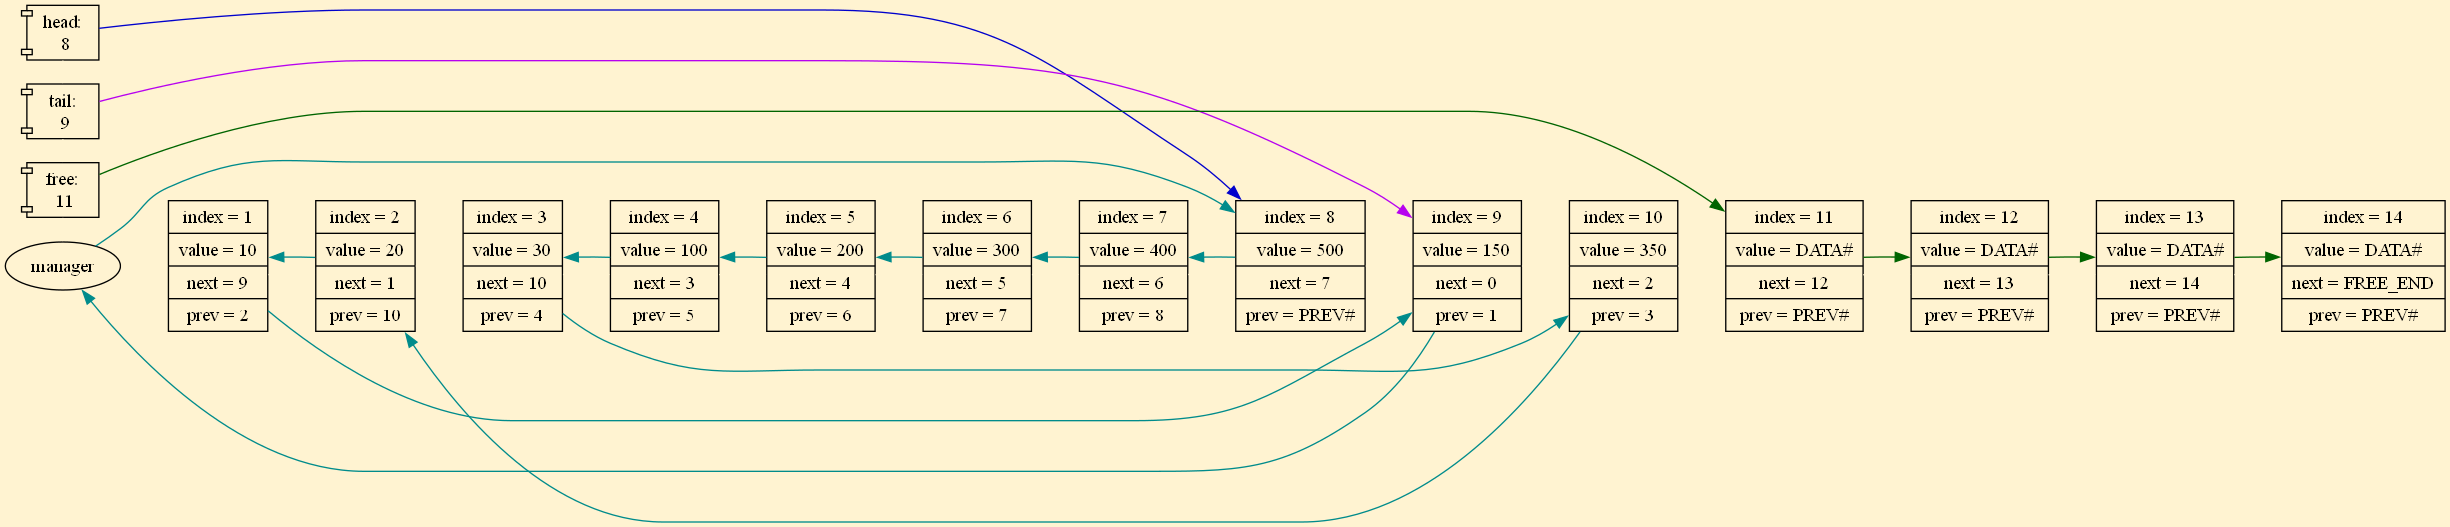 head:
8
tail:
9
free:
11
manager
index = 1
value = 10
next = 9
prev = 2
index = 2
value = 20
next = 1
prev = 10
index = 3
value = 30
next = 10
prev = 4
index = 4
value = 100
next = 3
prev = 5
index = 5
value = 200
next = 4
prev = 6
index = 6
value = 300
next = 5
prev = 7
index = 7
value = 400
next = 6
prev = 8
index = 8
value = 500
next = 7
prev = PREV#
index = 9
value = 150
next = 0
prev = 1
index = 10
value = 350
next = 2
prev = 3
index = 11
value = DATA#
next = 12
prev = PREV#
index = 12
value = DATA#
next = 13
prev = PREV#
index = 13
value = DATA#
next = 14
prev = PREV#
index = 14
value = DATA#
next = FREE_END
prev = PREV#